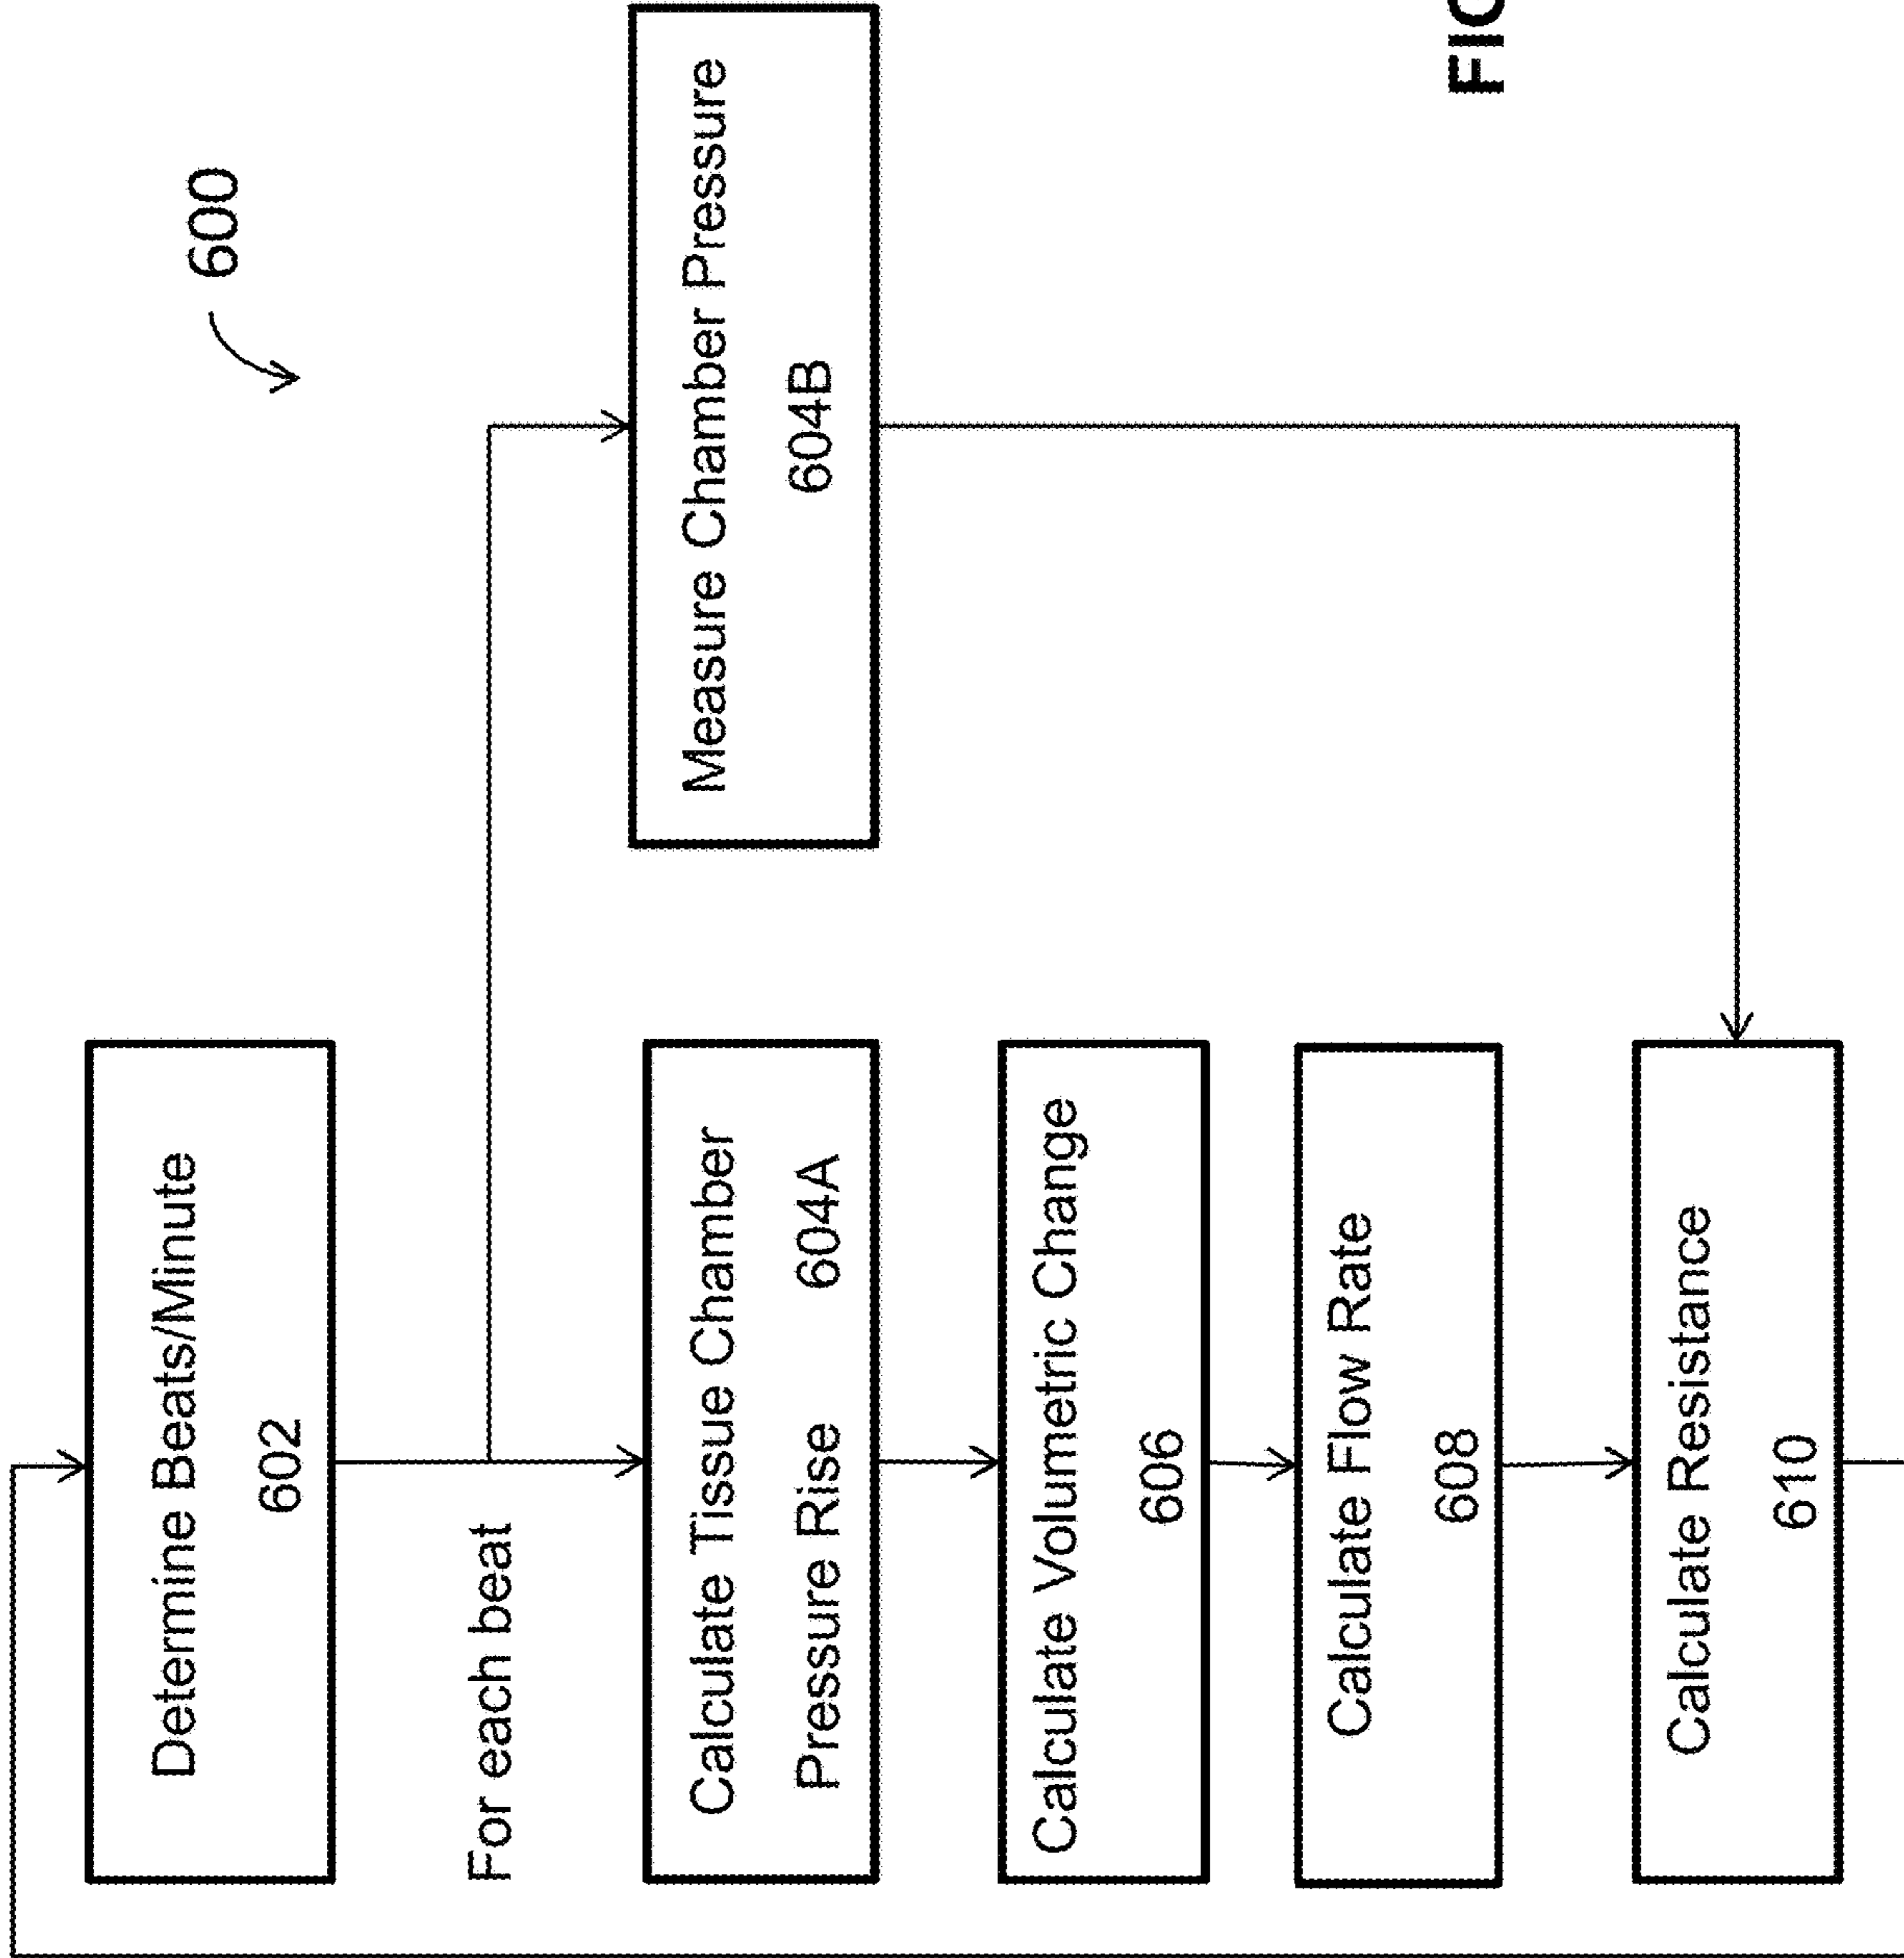 600
Determine Beats/Minute
602
For each beat
Calculate Tissue Chamber
Pressure Rise 604A
Measure Chamber Pressure
604B
Calculate Volumetric Change
606
Calculate Flow Rate
608
Calculate Resistance
610